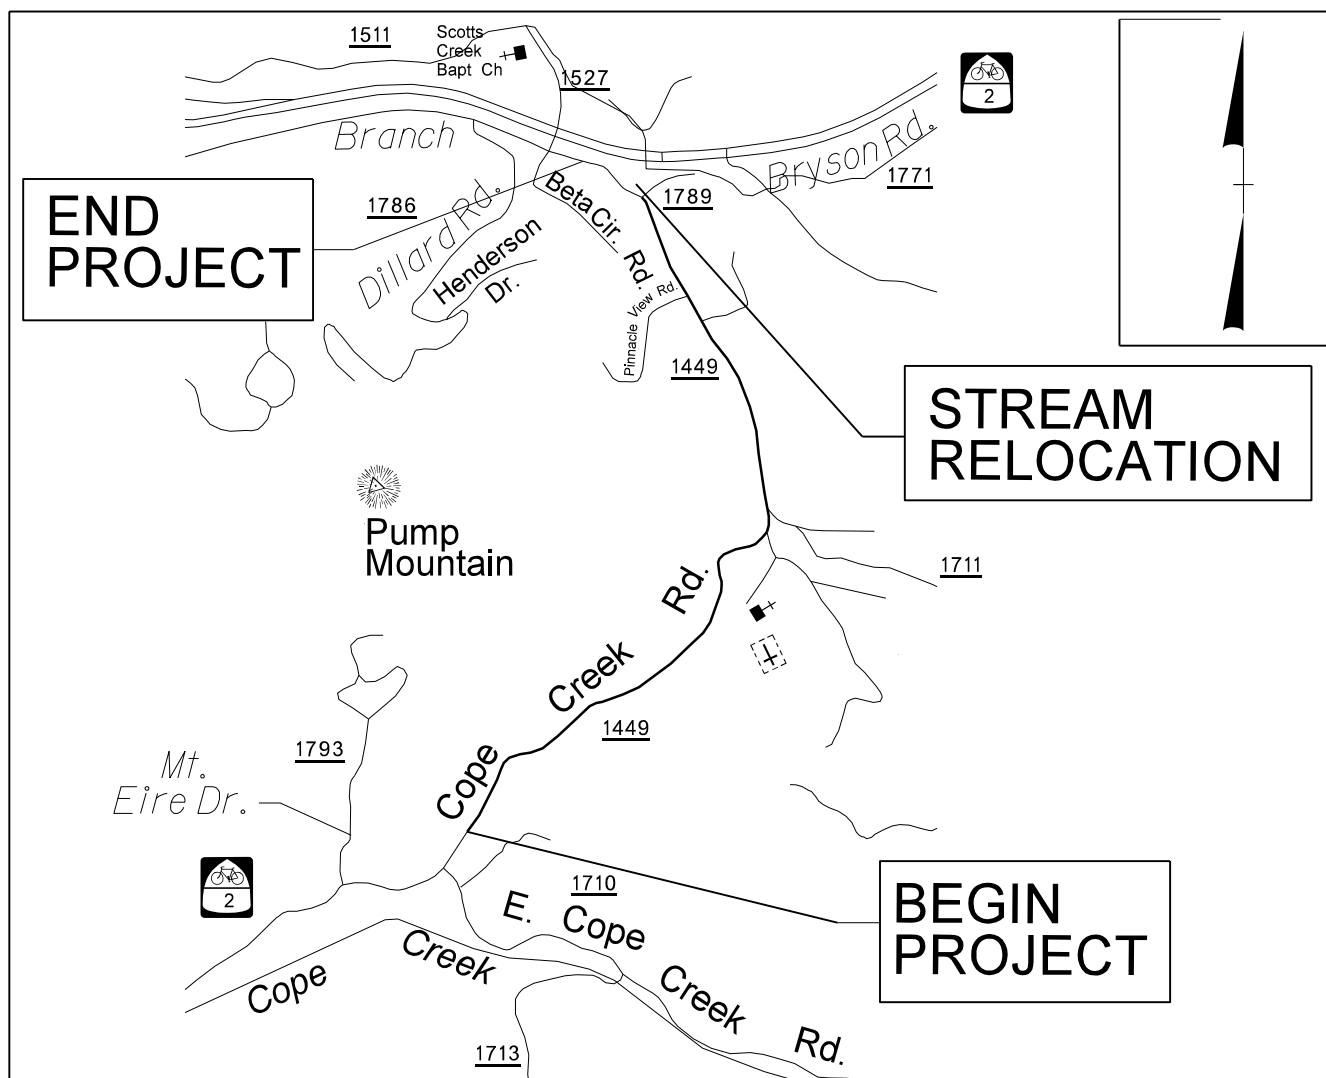 1511
Scotts
Creek
Bapt Ch
1527
2
Branch
Bryson Rd.
1771
END
PROJECT
1786
Dillard Rd.
Henderson
Dr.
Beta Cir. Rd.
1789
Pinnacle View Rd.
1449
STREAM
RELOCATION
Pump
Mountain
1711
Cope Creek Rd.
1449
1793
Mt.
Eire Dr.
2
1710
BEGIN
PROJECT
E. Cope Creek Rd.
Cope Creek
1713